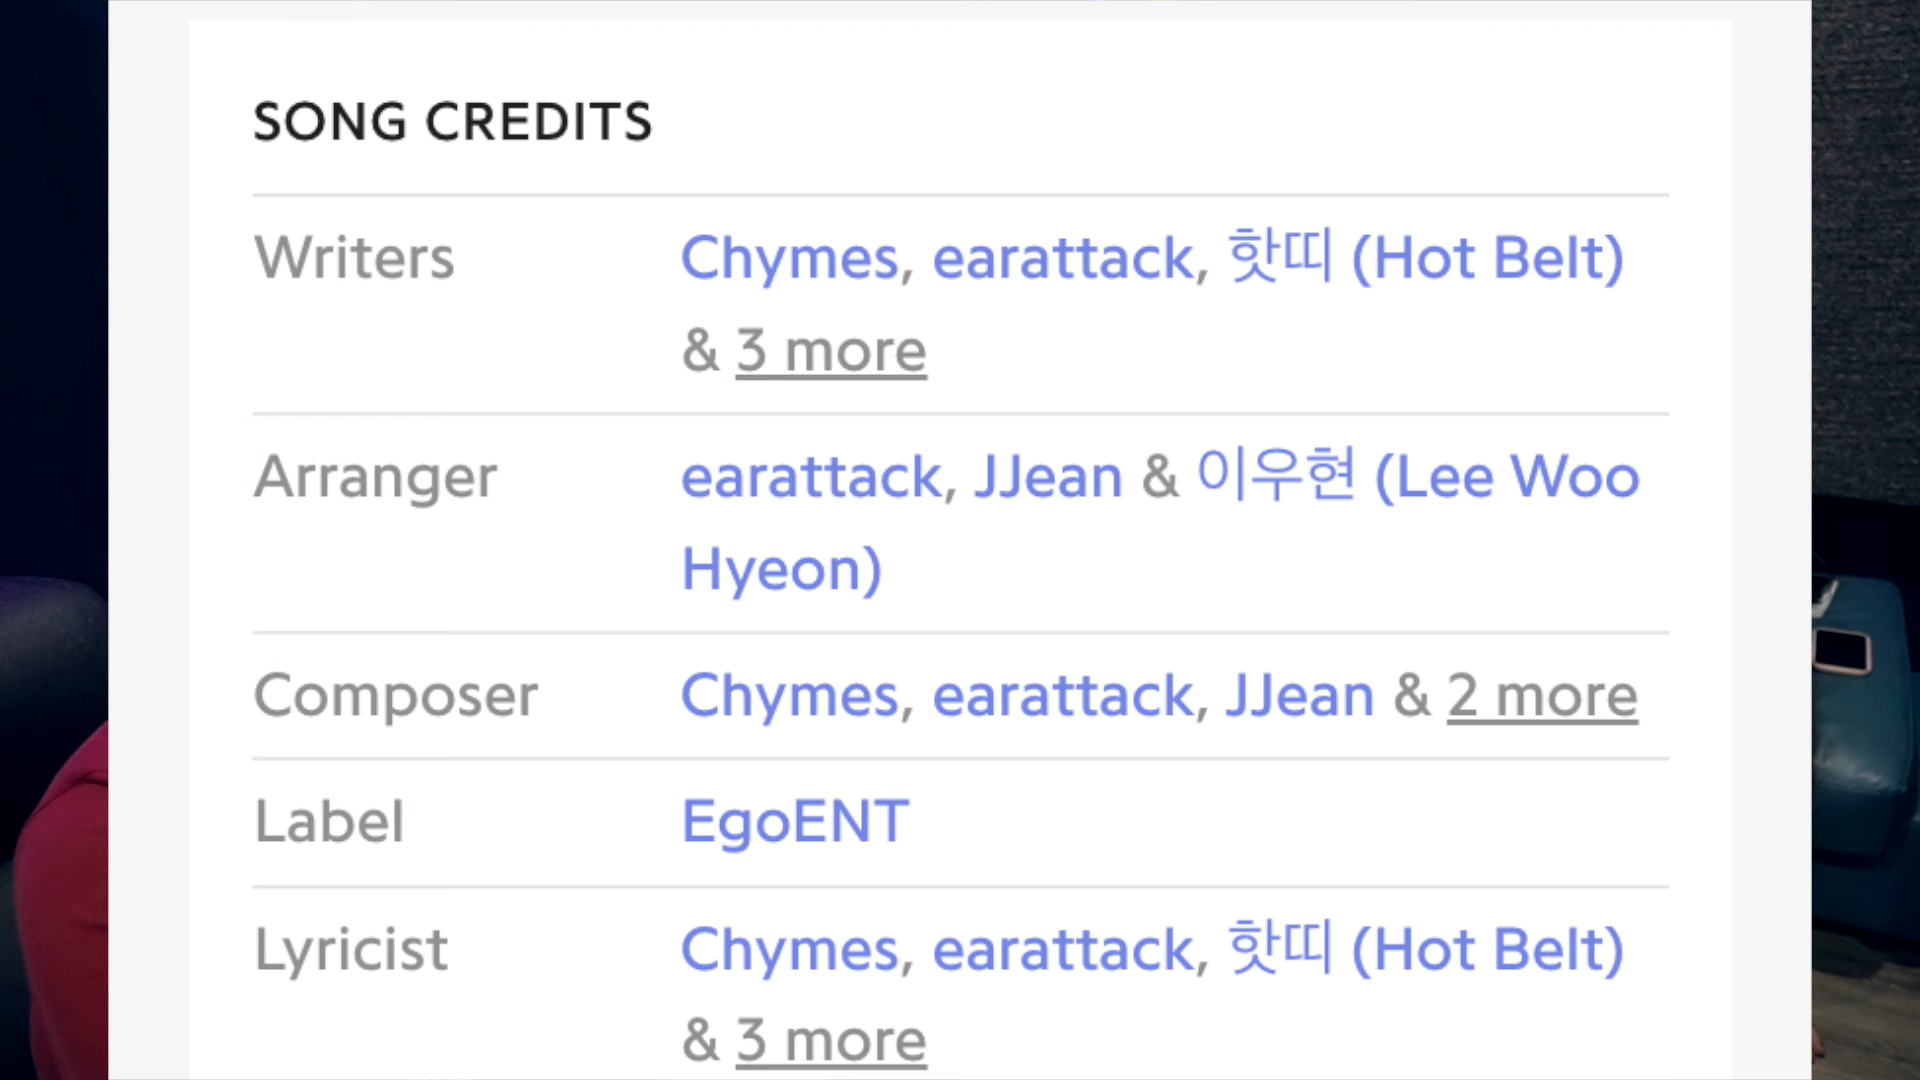 SONG CREDITS
Writers Chymes, earattack, 핫띠 (Hot Belt)
& 3 more
Arranger earattack, JJean & 이우현 (Lee Woo
Hyeon)
Composer Chymes, earattack, JJean & 2 more
Label EgoENT
Lyricist Chymes, earattack, 핫띠 (Hot Belt)
& 3 more